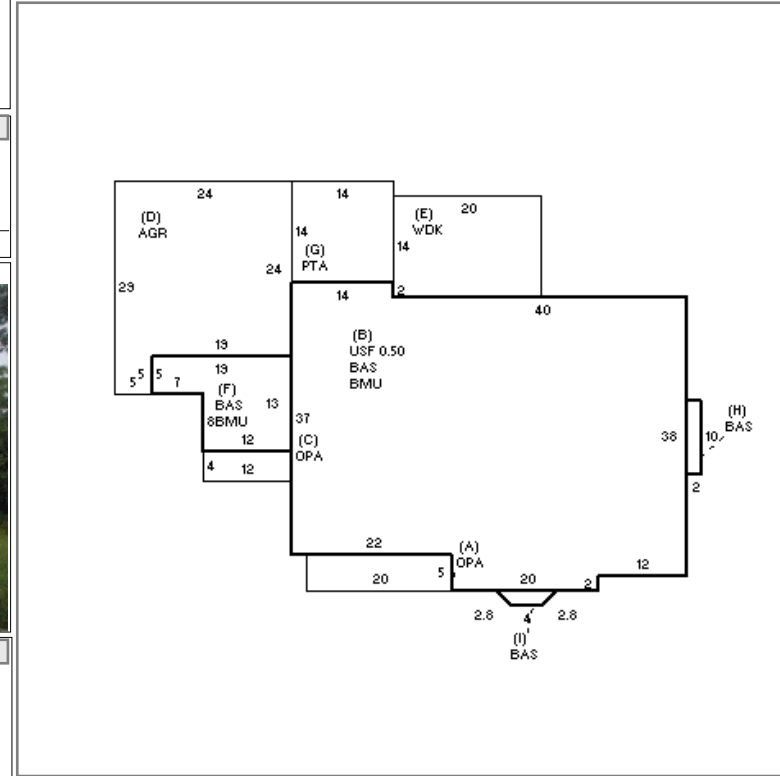 24
14
(D)
AGR
(E)
WDK
20
14
(G)
PTA
14
24
29
14
2
40
(B)
USF 0.50
BAS
BMU
19
5
5
5
7
19
(F)
BAS
8BMU
13
12
37
(C)
OPA
4
12
38
10
(H)
BAS
2
22
20
5
(A)
OPA
20
2
12
2.8
4
2.8
(I)
BAS